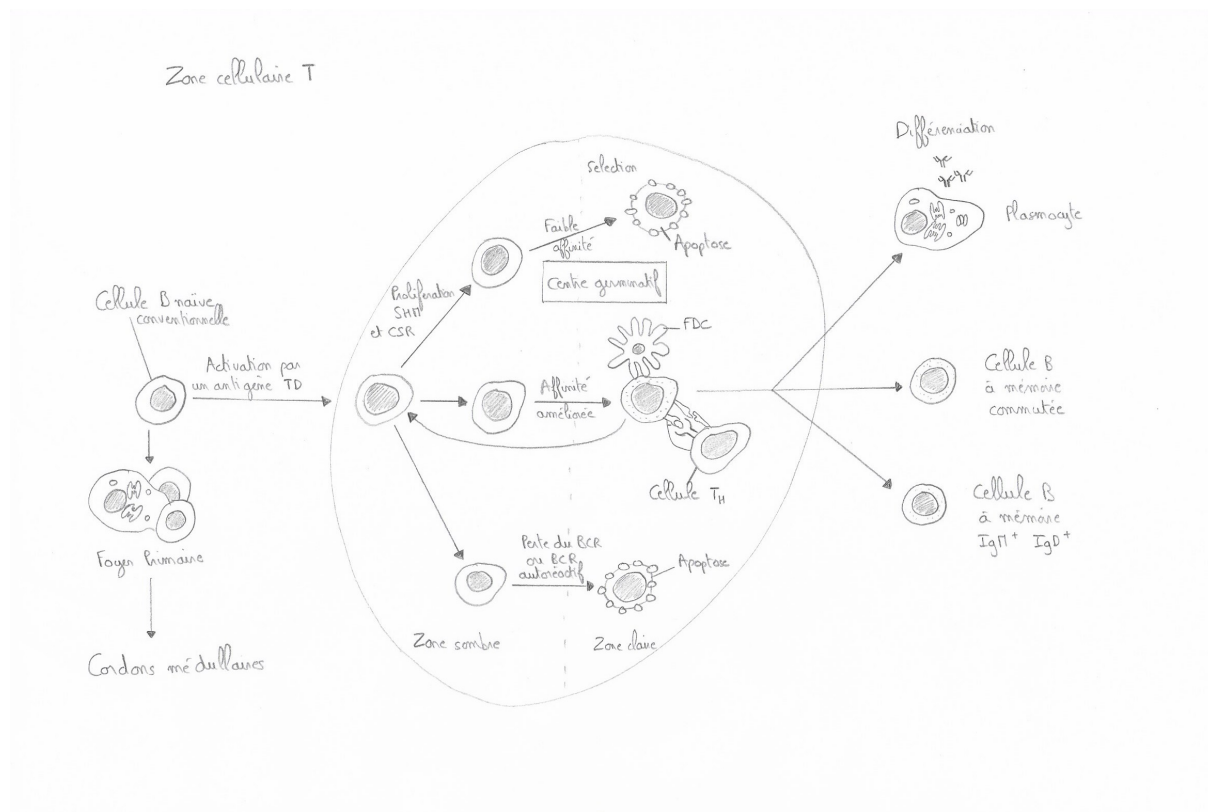 Zone cellulaire T
Différenciation
Plasmocyte
Selection
Faible
affinité
Apoptose
Centre germinatif
Prolifération
SHM
et CSR
Cellule B naïve
conventionnelle
Activation par
un antigène TD
FDC
Affinité
améliorée
Cellule TH
Cellule B
à mémoire
commutée
Cellule B
à mémoire
IgM+ IgD+
Foyer Primaire
Perte du BCR
ou BCR
autoréactif
Apoptose
Zone sombre
Zone claire
Cordons médullaires